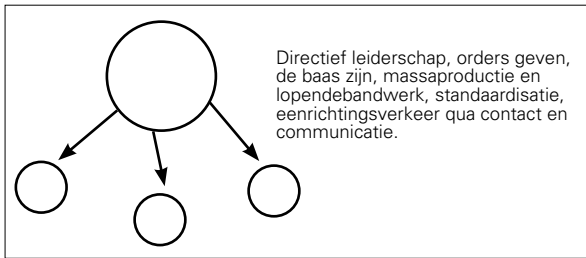 Directief leiderschap, orders geven,
de baas zijn, massaproductie en
lopendebandwerk, standaardisatie,
eenrichtingsverkeer qua contact en
communicatie.